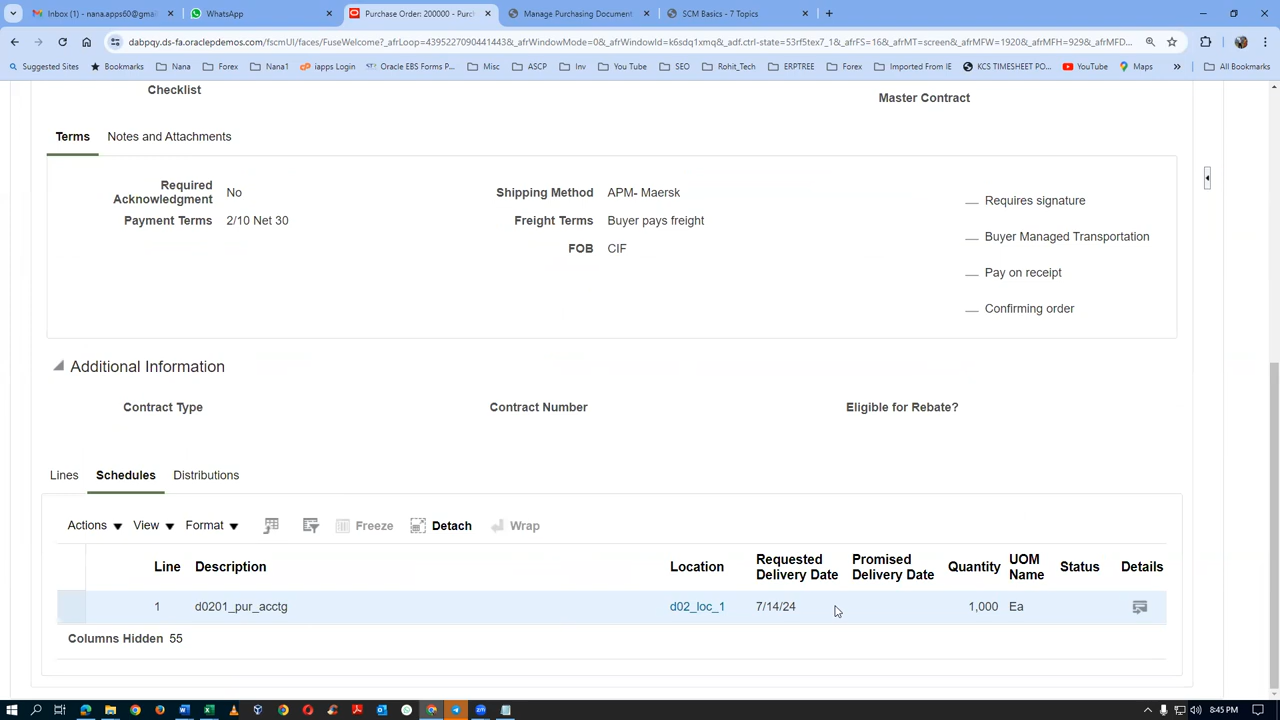 Inbox (1) - nana.apps60@gmail
WhatsApp
Purchase Order: 200000 - Purc
Manage Purchasing Document
SCM Basics - 7 Topics
dabpqy.ds-fa.oraclepdemos.com/fscmUI/faces/FuseWelcome?_afrLoop=4395227090441443&_afrWindowMode=0&_afrWindowId=k6sdq1xmq&_adf.ctrl-state=53rf5tex7_1&_afrFS=16&_afrMT=screen&_afrMFW=1920&_afrMFH=929&_afrMFD...
Suggested Sites Bookmarks Nana Forex Nana1 iapps Login Oracle EBS Forms P... Misc ASCP Inv You Tube SEO Rohit_Tech ERPTREE Forex Imported From IE KCS TIMESHEET PO... YouTube Maps » All Bookmarks
Checklist
Master Contract
Terms Notes and Attachments
Required Acknowledgment No
Payment Terms 2/10 Net 30
Shipping Method APM- Maersk
Freight Terms Buyer pays freight
FOB CIF
Requires signature
Buyer Managed Transportation
Pay on receipt
Confirming order
Additional Information
Contract Type Contract Number Eligible for Rebate?
Lines Schedules Distributions
Actions View Format Freeze Detach Wrap
Line Description Location Requested Delivery Date Promised Delivery Date Quantity UOM Name Status Details
1 d0201_pur_acctg d02_loc_1 7/14/24 1,000 Ea
Columns Hidden 55
8:45 PM